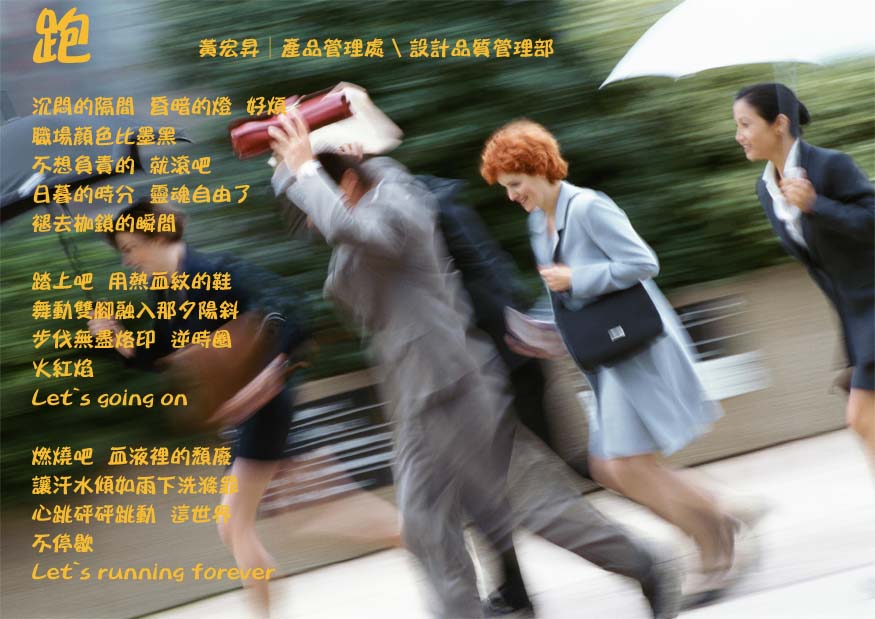 跑
黃宏昇│產品管理處 \ 設計品質管理部
沉悶的隔間 昏暗的燈 好煩
職場顏色比墨黑
不想負責的 就滾吧
日暮的時分 靈魂自由了
褪去枷鎖的瞬間
踏上吧 用熱血紋的鞋
舞動雙腳融入那夕陽斜
步伐無盡烙印 逆時圈
火紅焰
Let`s going on
燃燒吧 血液裡的頹廢
讓汗水傾如雨下洗滌罪
心跳砰砰跳動 這世界
不停歇
Let`s running forever